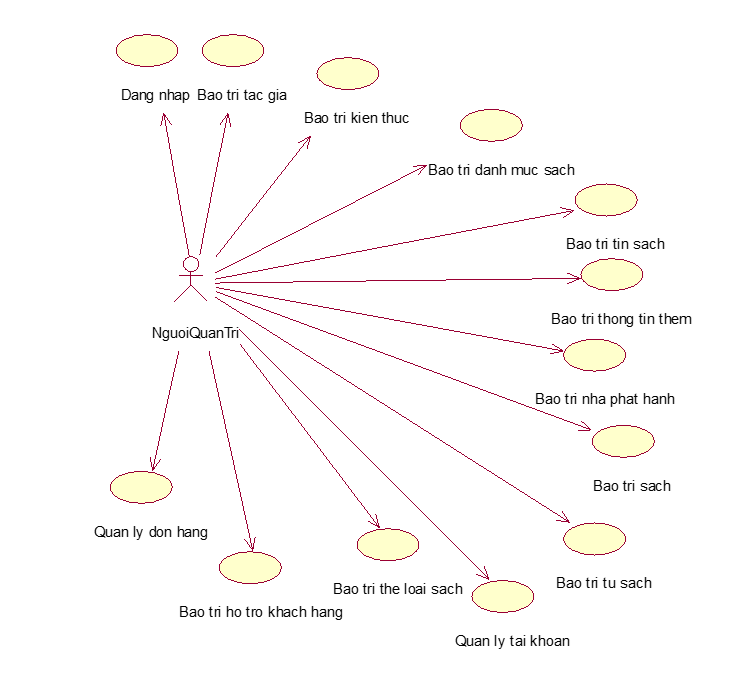 Dang nhap
Bao tri tac gia
Bao tri kien thuc
Bao tri danh muc sach
Bao tri tin sach
Bao tri thong tin them
NguoiQuanTri
Bao tri nha phat hanh
Bao tri sach
Quan ly don hang
Bao tri tu sach
Bao tri the loai sach
Bao tri ho tro khach hang
Quan ly tai khoan